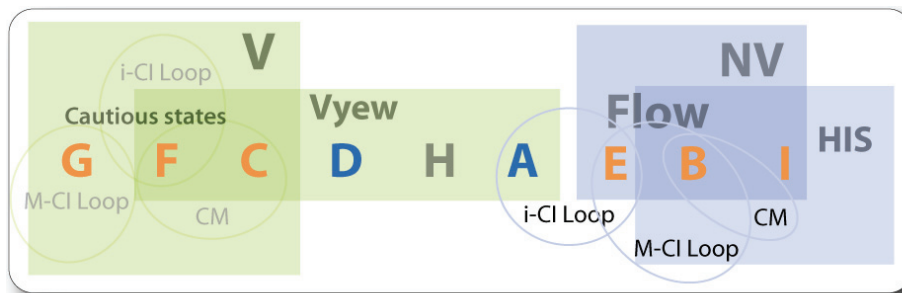 V
NV
i-CI Loop
Cautious states
Vyew
Flow
HIS
G F C D H A E B I
M-CI Loop
CM
i-CI Loop
CM
M-CI Loop